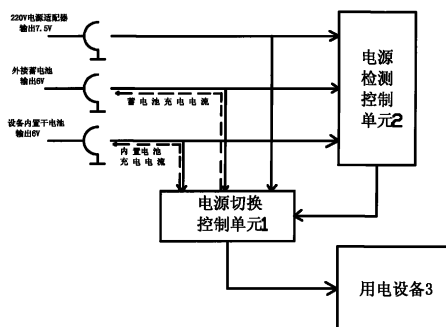 220V电源适配器
输出7.5V
外接蓄电池
输出6V
设备内置干电池
输出6V
蓄电池充电电流
内置电池
充电电流
电源
检测
控制
单元2
电源切换
控制单元1
用电设备3